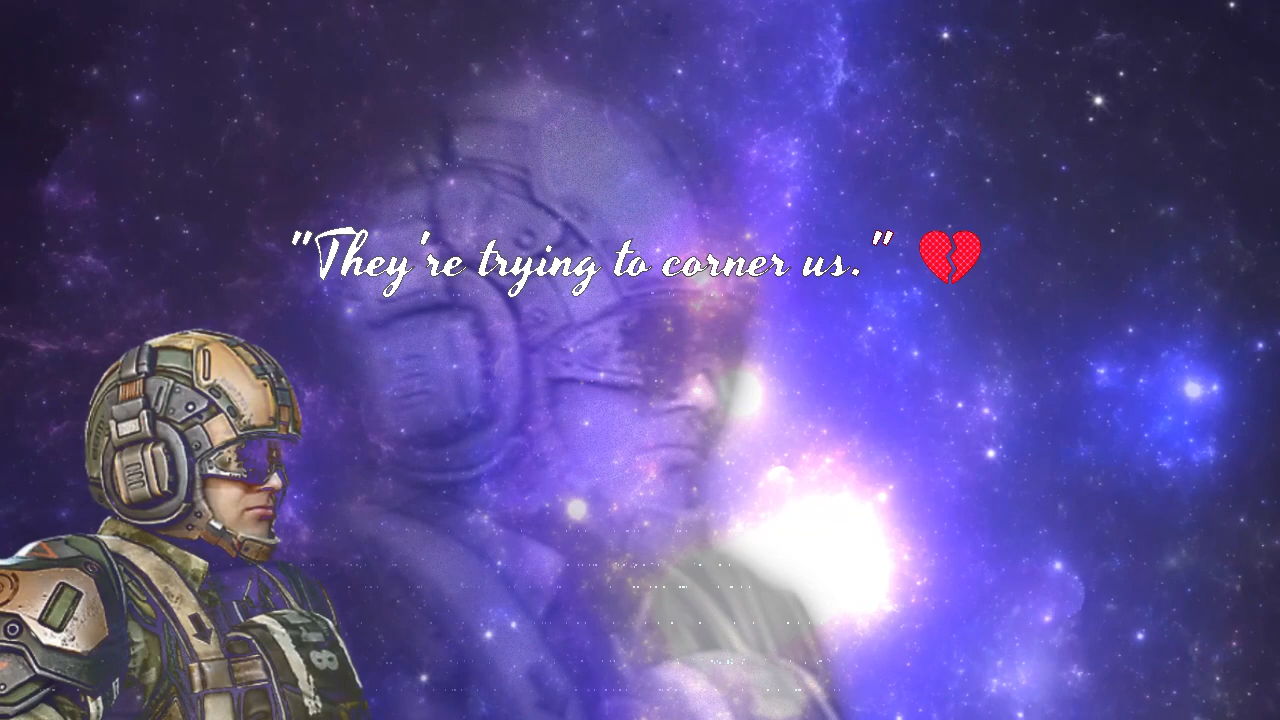 "They're trying to corner us." 💔